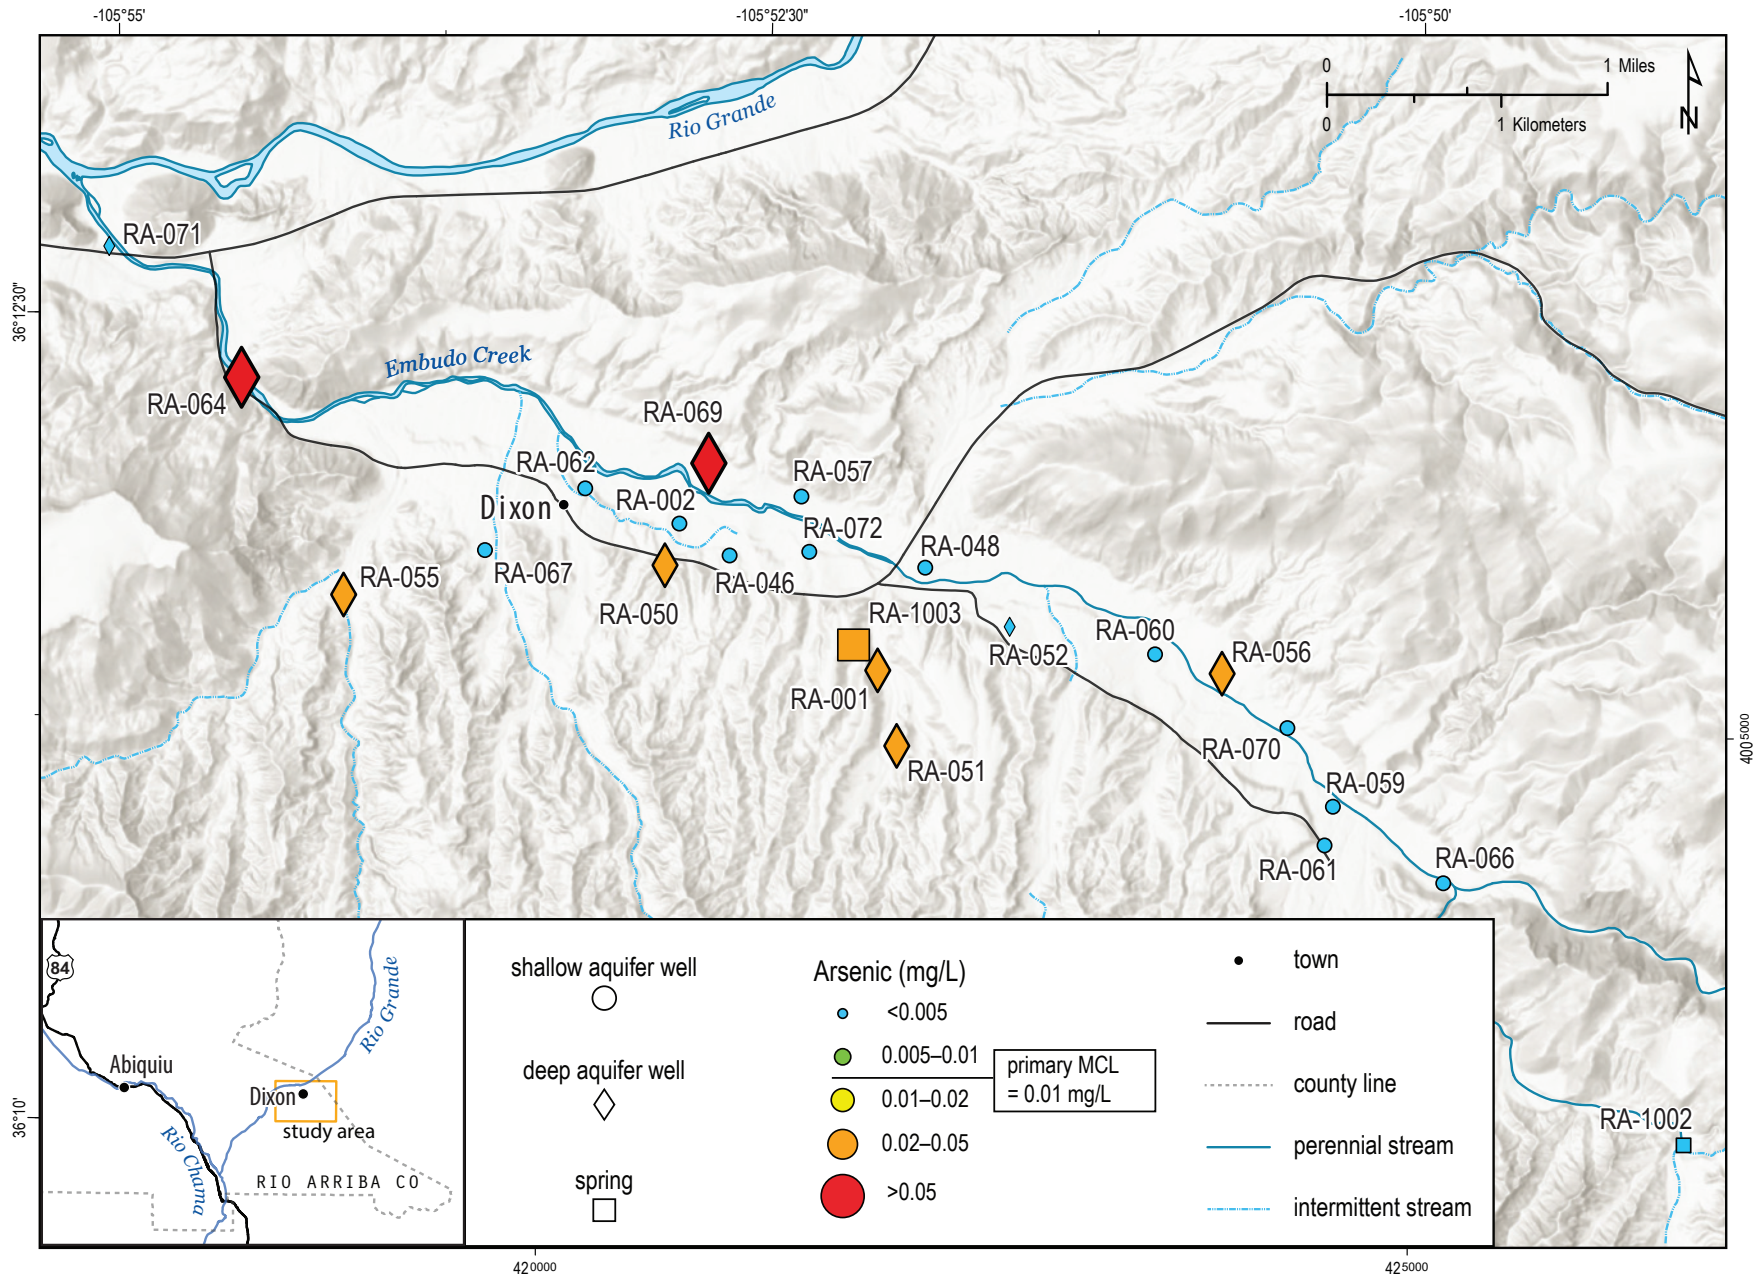 -105°55'
-105°52'30"
-105°50'
0
1 Miles
0
1 Kilometers
N
Rio Grande
RA-071
36°12'30"
Embudo Creek
RA-064
RA-069
RA-062
RA-057
RA-002
Dixon
RA-072
RA-048
RA-067
RA-046
RA-055
RA-050
RA-1003
RA-060
RA-052
RA-056
RA-001
RA-070
4005000
RA-051
RA-059
RA-061
RA-066
84
Rio Grande
Abiquiu
Dixon
study area
Rio Chama
RIO ARRIBA CO
36°10'
shallow aquifer well
deep aquifer well
spring
Arsenic (mg/L)
<0.005
0.005–0.01
primary MCL
= 0.01 mg/L
0.01–0.02
0.02–0.05
>0.05
town
road
county line
perennial stream
intermittent stream
RA-1002
420000
425000